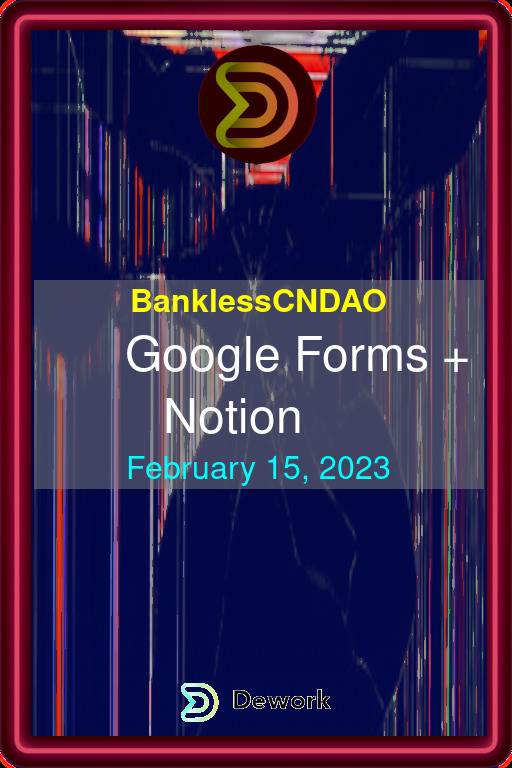 BanklessCNDAO
Google Forms +
Notion
February 15, 2023
Dework